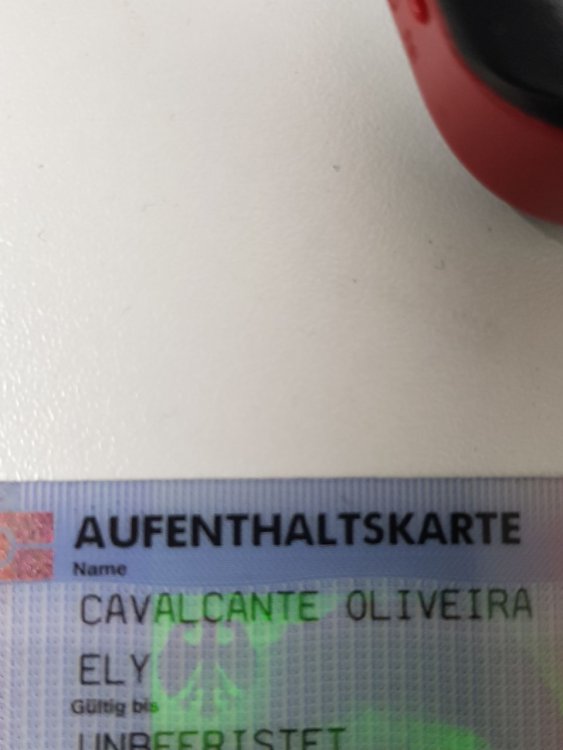 AUFENTHALTSKARTE
Name
CAVALCANTE OLIVEIRA
ELY
Gültig bis
UNBEFRISTET